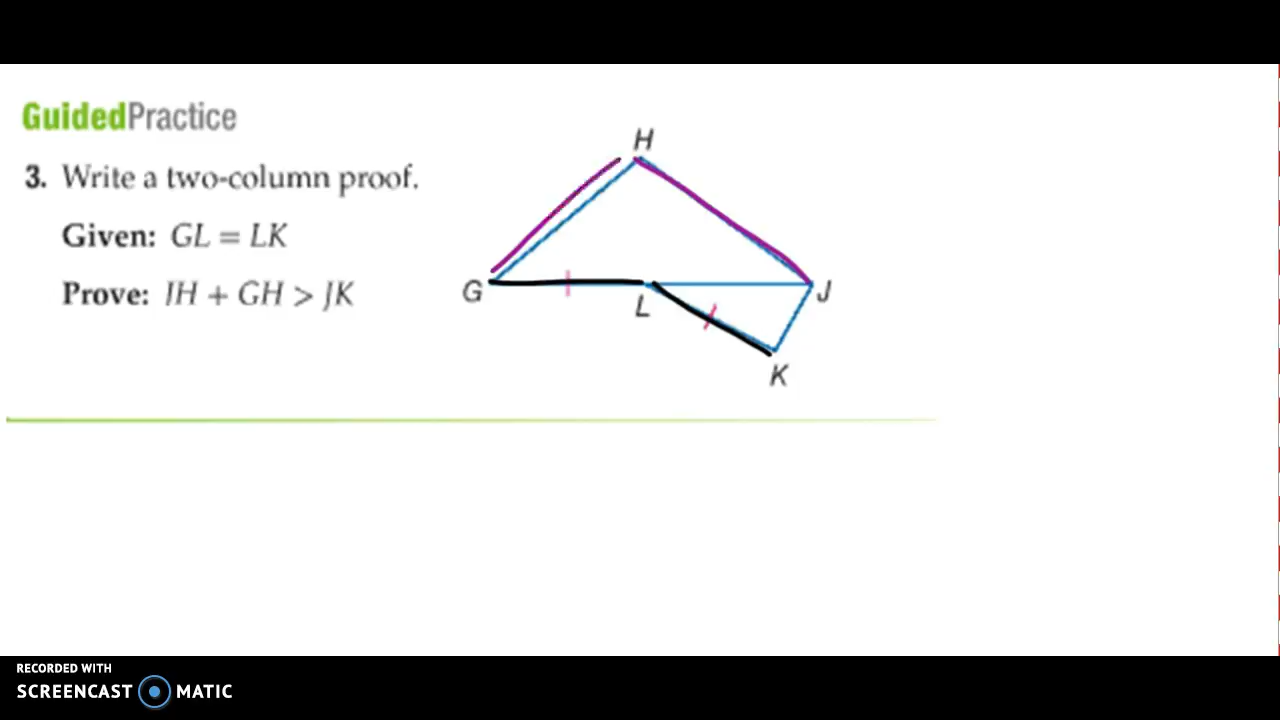 GuidedPractice
3. Write a two-column proof.
Given: GL = LK
Prove: JH + GH > JK
H
G
L
J
K
RECORDED WITH
SCREENCAST MATIC